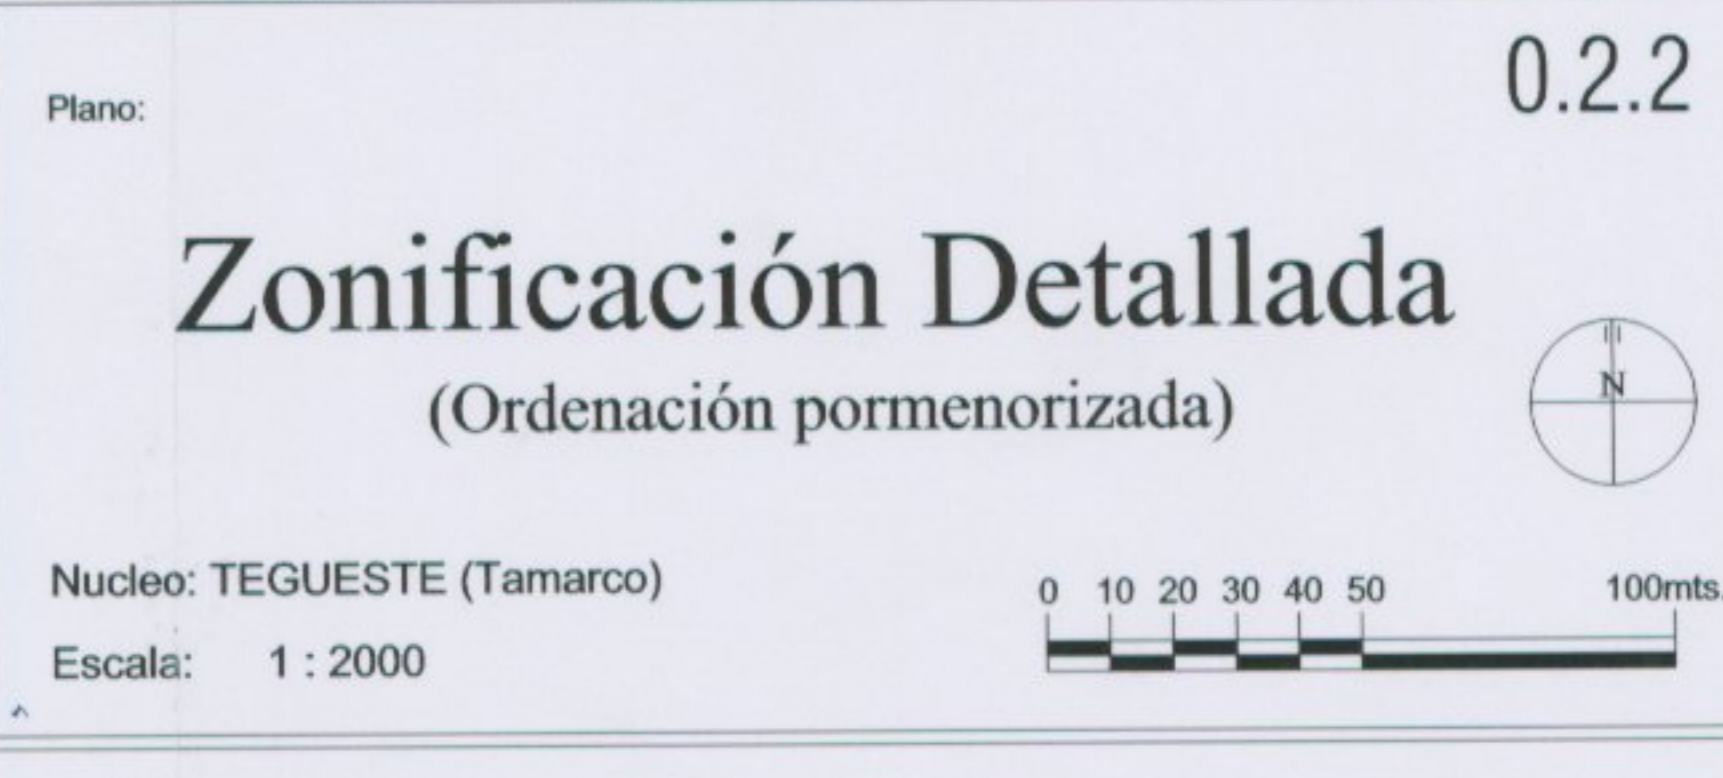 0.2.2
Plano:
Zonificación Detallada
(Ordenación pormenorizada)
N
Nucleo: TEGUESTE (Tamarco)
0 10 20 30 40 50 100mts.
Escala: 1 : 2000